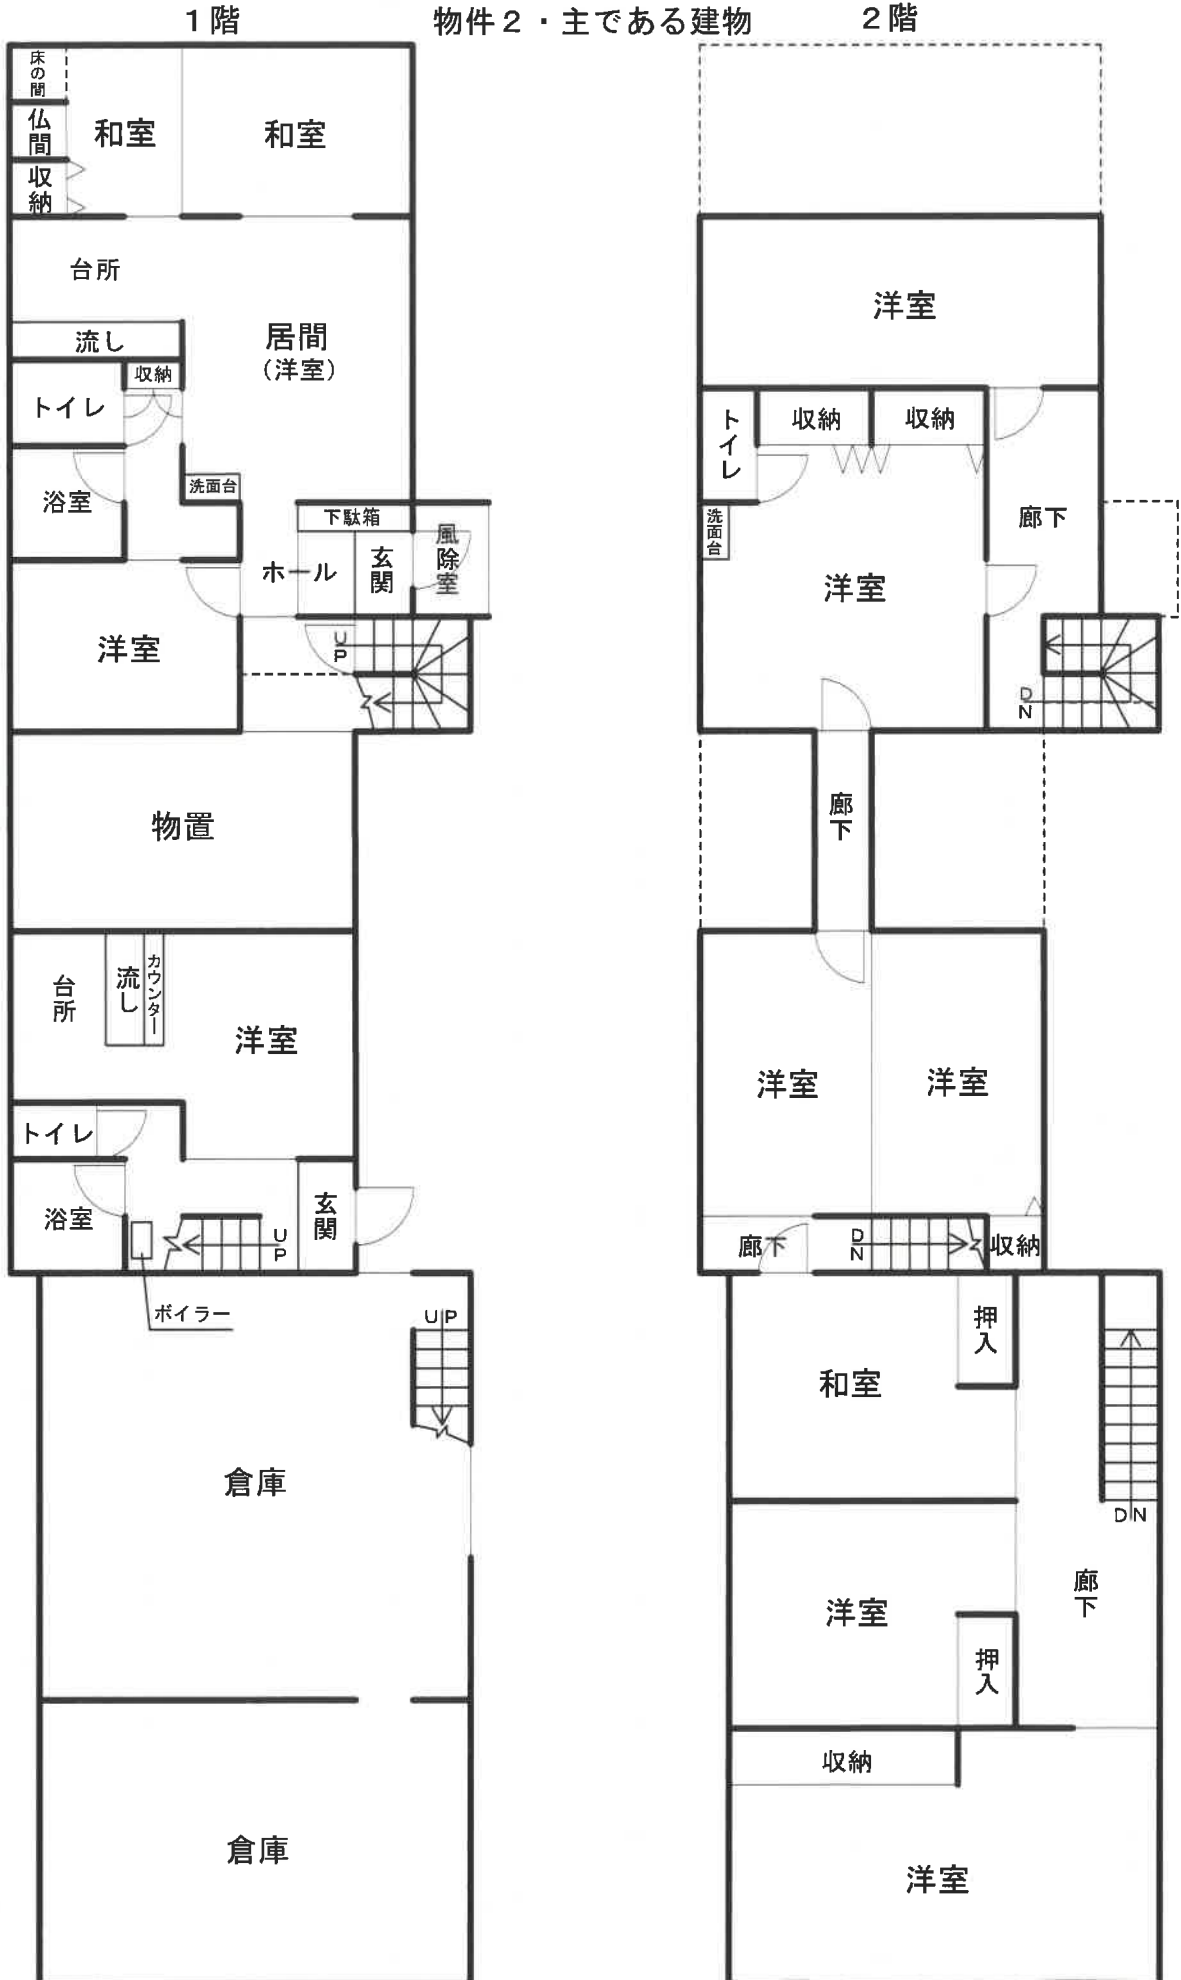 1階
物件2・主である建物
2階
床の間
仏間
収納
和室
和室
台所
流し
居間
(洋室)
収納
トイレ
浴室
洗面台
下駄箱
風除室
玄関
ホール
洋室
UP
物置
台所
流し
カウンター
洋室
トイレ
浴室
玄関
UP
ボイラー
UP
倉庫
倉庫
洋室
トイレ
収納
収納
洗面台
廊下
洋室
DN
廊下
洋室
洋室
廊下
DN
収納
押入
和室
DN
洋室
廊下
押入
収納
洋室